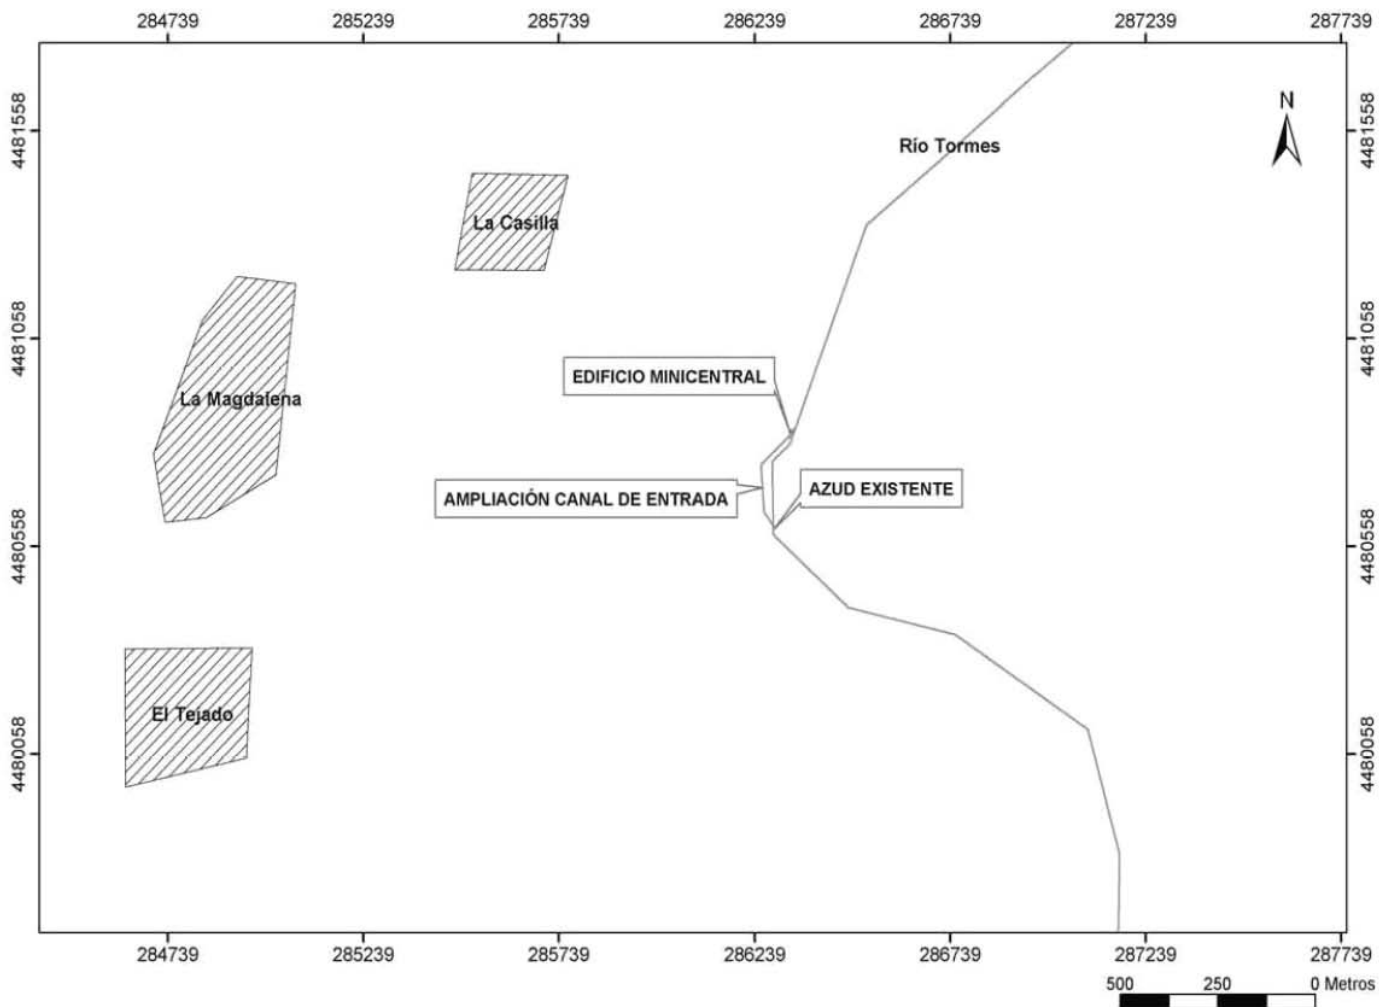 284739 285239 285739 286239 286739 287239 287739
4481558 4481558
N
Río Tormes
La Casilla
4481058 4481058
EDIFICIO MINICENTRAL
La Magdalena
AMPLIACIÓN CANAL DE ENTRADA
AZUD EXISTENTE
4480558 4480558
El Tejado
4480058 4480058
284739 285239 285739 286239 286739 287239 287739
500 250 0 Metros